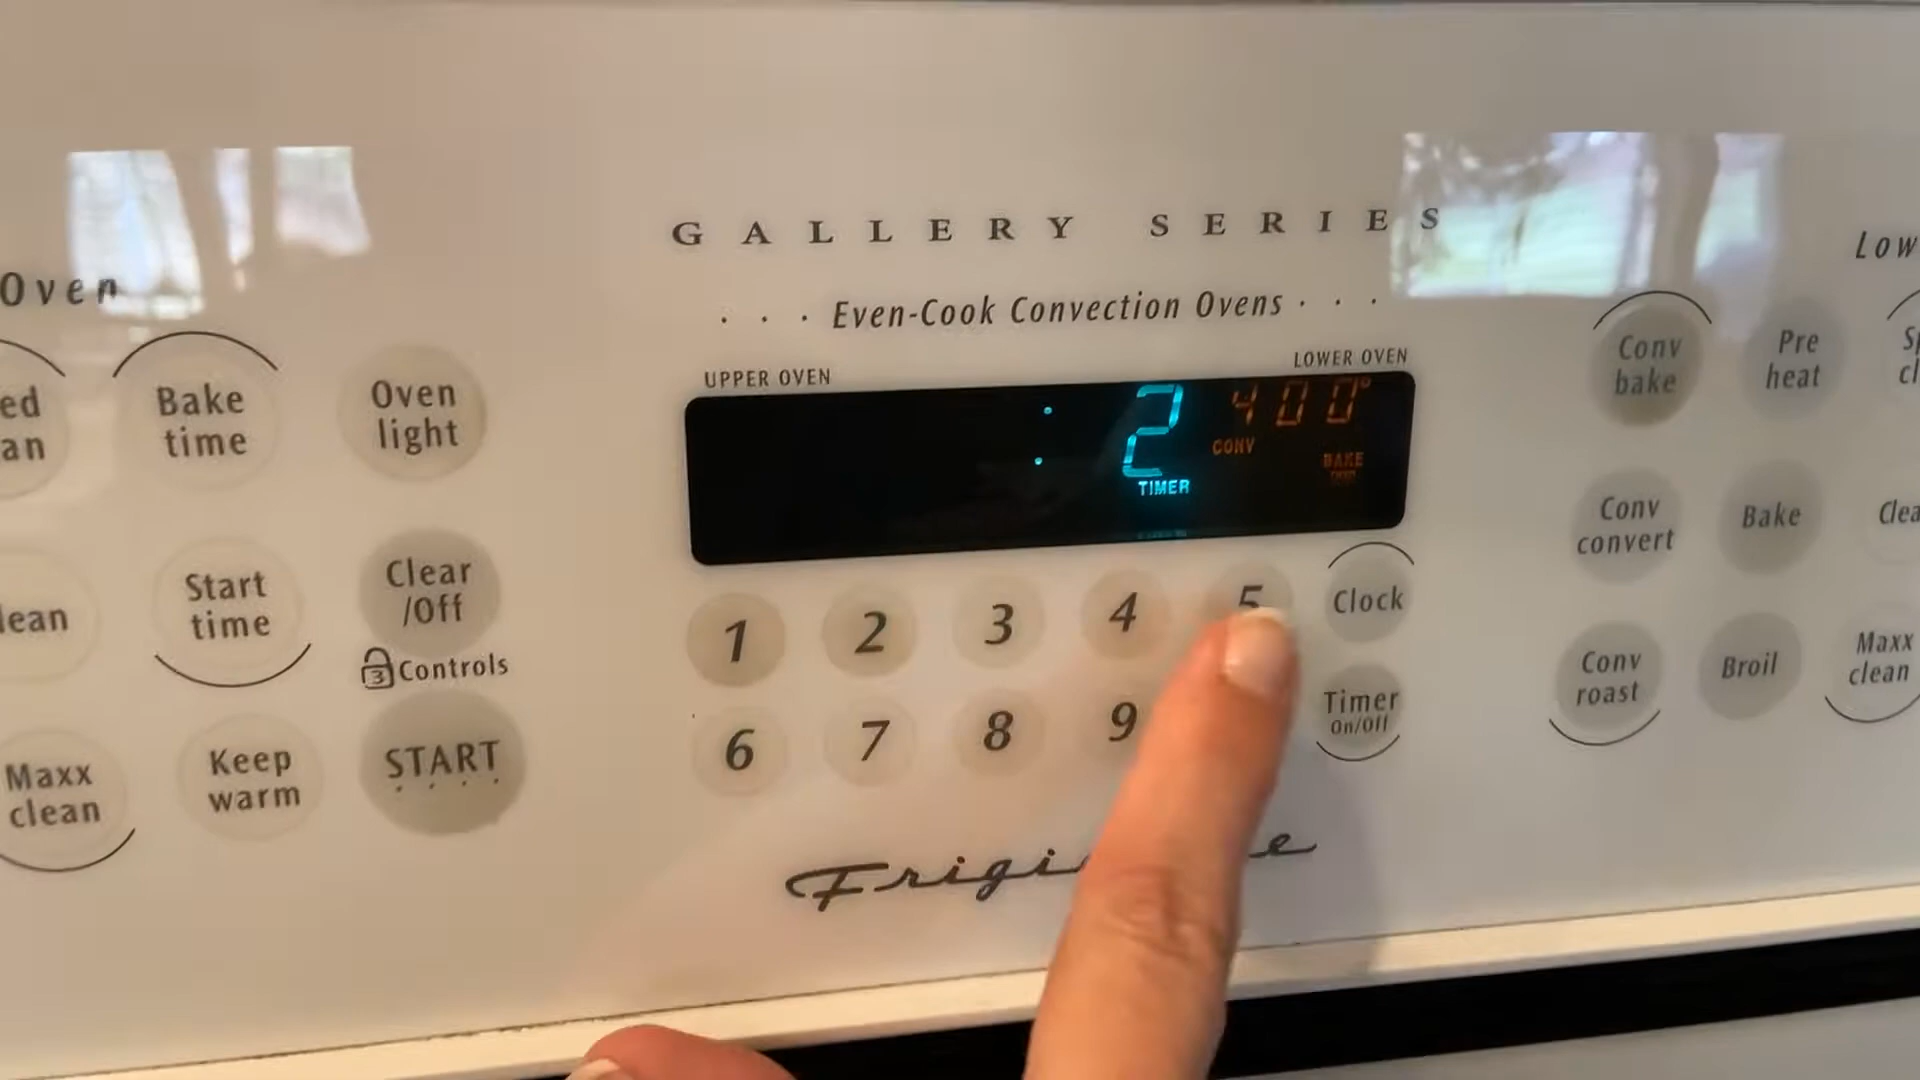 GALLERY SERIES
Oven
Low
· · · Even-Cook Convection Ovens · · ·
UPPER OVEN
LOWER OVEN
: 2 400°
CONV
TIMER
BAKE
ed
an
Bake
time
Oven
light
lean
Start
time
Clear
/Off
3 Controls
Maxx
clean
Keep
warm
START
1 2 3 4 5
6 7 8 9
Clock
Timer
On/Off
Conv
bake
Pre
heat
Conv
convert
Bake
Clea
Conv
roast
Broil
Maxx
clean